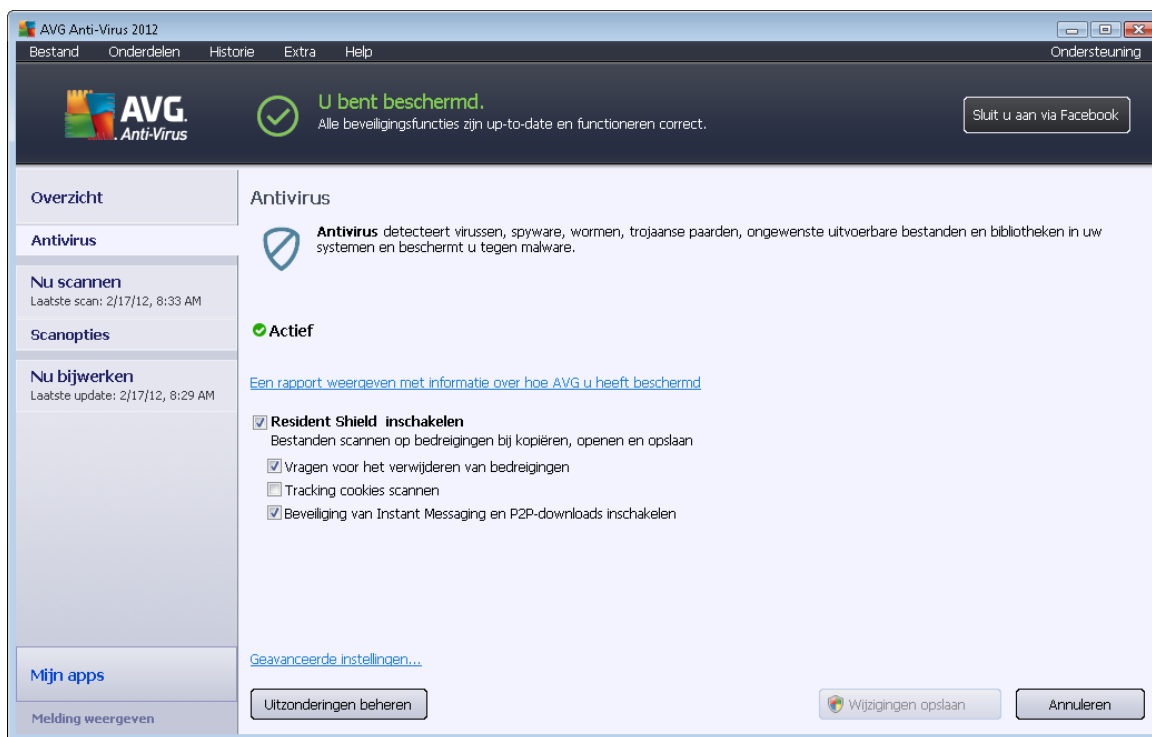 AVG Anti-Virus 2012
Bestand Onderdelen Historie Extra Help Ondersteuning
AVG.
Anti-Virus
U bent beschermd.
Alle beveiligingsfuncties zijn up-to-date en functioneren correct.
Sluit u aan via Facebook
Overzicht
Antivirus
Nu scannen
Laatste scan: 2/17/12, 8:33 AM
Scanopties
Nu bijwerken
Laatste update: 2/17/12, 8:29 AM
Mijn apps
Melding weergeven
Antivirus
Antivirus detecteert virussen, spyware, wormen, trojaanse paarden, ongewenste uitvoerbare bestanden en bibliotheken in uw
systemen en beschermt u tegen malware.
Actief
Een rapport weergeven met informatie over hoe AVG u heeft beschermd
Resident Shield inschakelen
Bestanden scannen op bedreigingen bij kopiëren, openen en opslaan
Vragen voor het verwijderen van bedreigingen
Tracking cookies scannen
Beveiliging van Instant Messaging en P2P-downloads inschakelen
Geavanceerde instellingen...
Uitzonderingen beheren
Wijzigingen opslaan
Annuleren